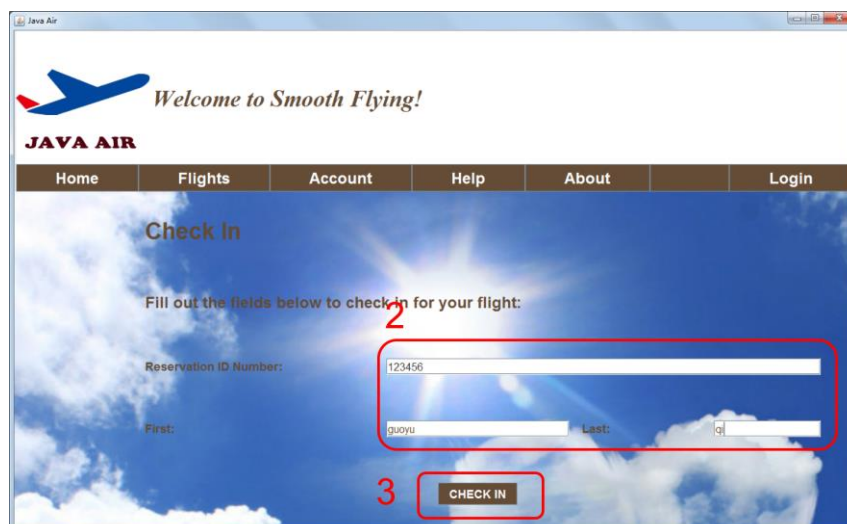 Java Air
Welcome to Smooth Flying!
JAVA AIR
Home Flights Account Help About Login
Check In
Fill out the fields below to check in for your flight:
2
Reservation ID Number: 123456
First: guoyu Last: qi
3 CHECK IN